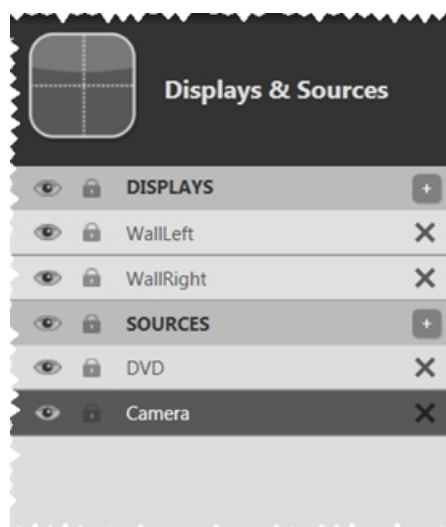 Displays & Sources
DISPLAYS
WallLeft
WallRight
SOURCES
DVD
Camera